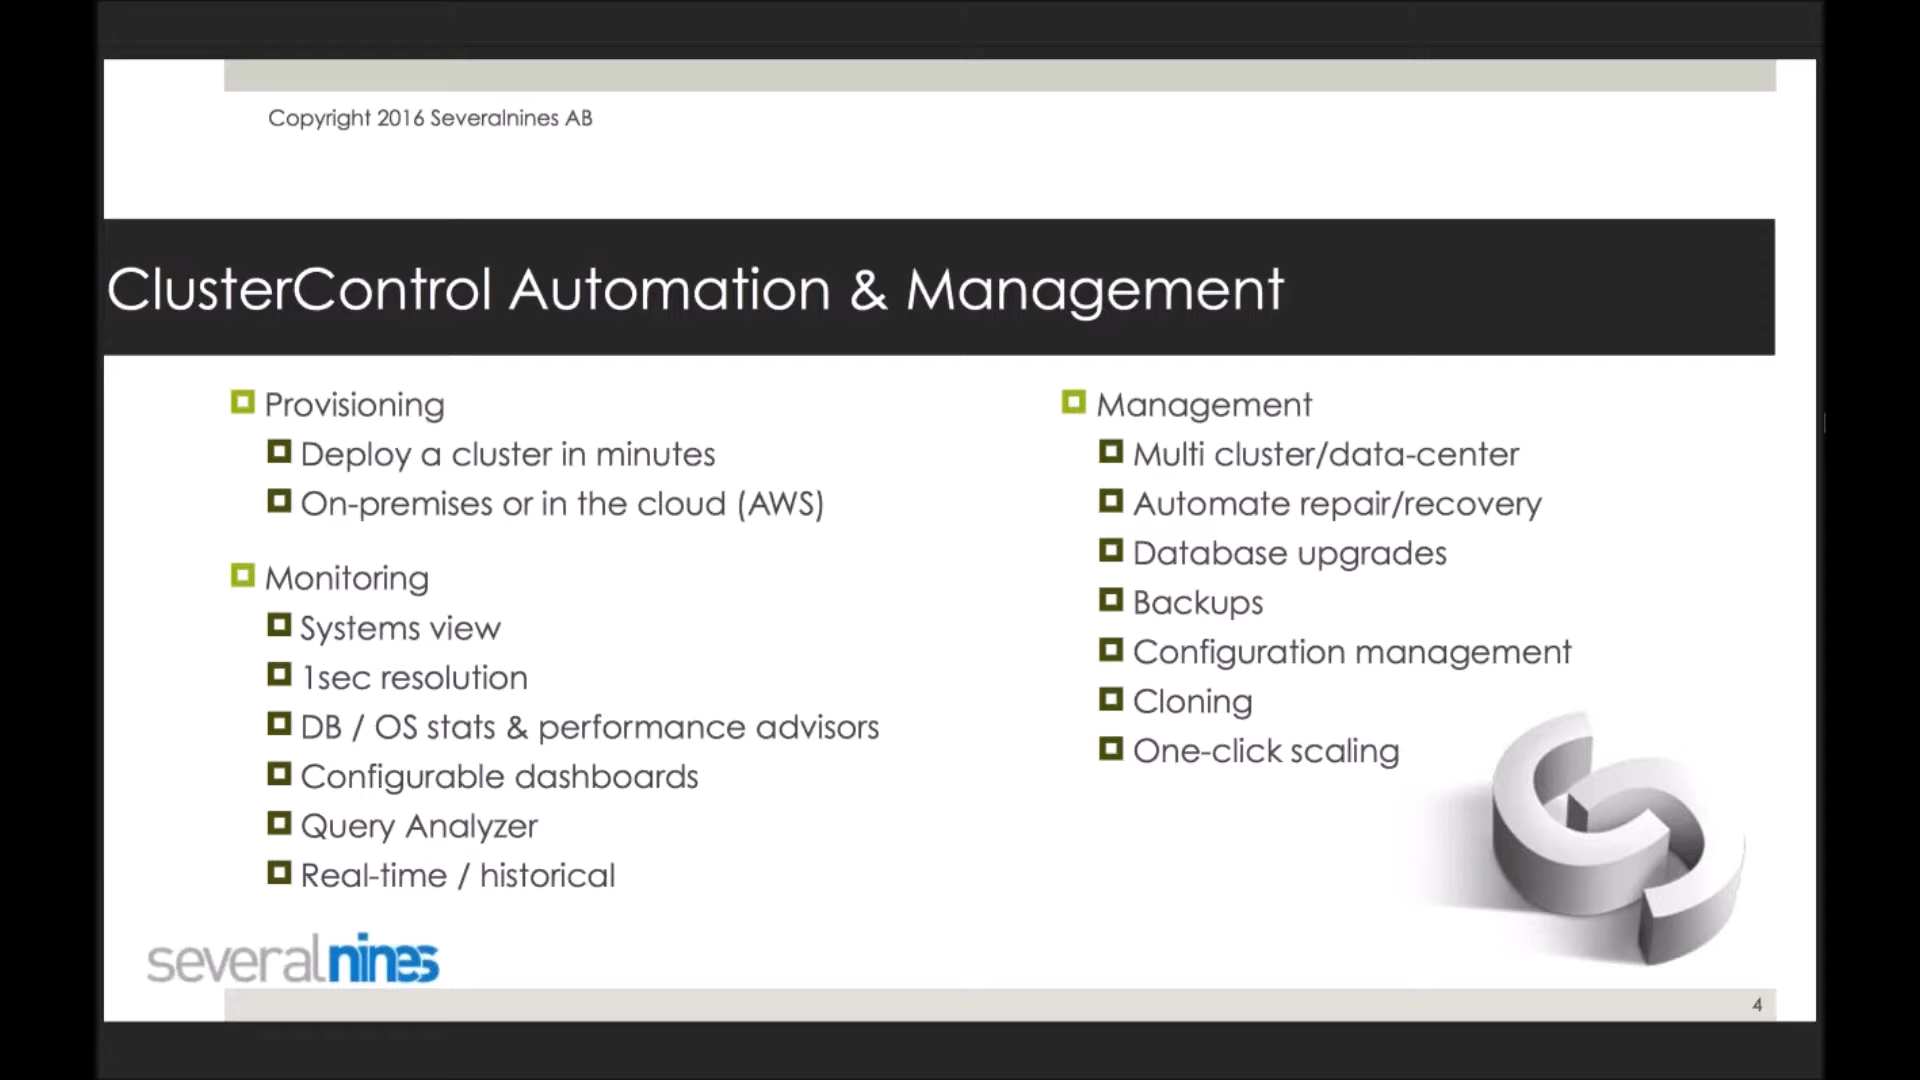 Copyright 2016 Severalnines AB
ClusterControl Automation & Management
Provisioning
Deploy a cluster in minutes
On-premises or in the cloud (AWS)
Monitoring
Systems view
1sec resolution
DB / OS stats & performance advisors
Configurable dashboards
Query Analyzer
Real-time / historical
Management
Multi cluster/data-center
Automate repair/recovery
Database upgrades
Backups
Configuration management
Cloning
One-click scaling
severalnines
4